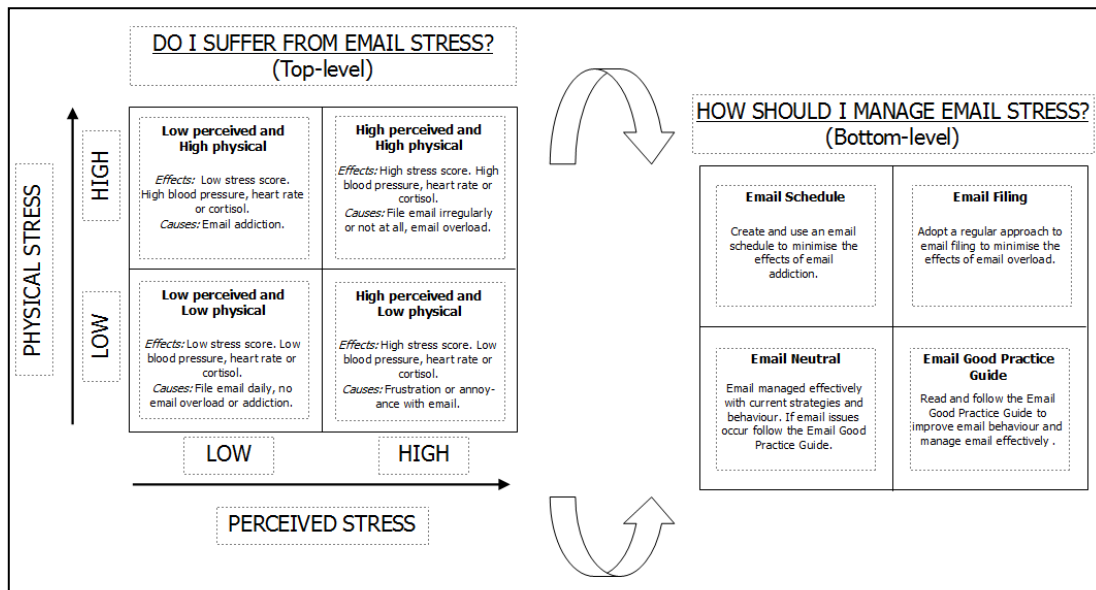 DO I SUFFER FROM EMAIL STRESS?
(Top-level)
PHYSICAL STRESS
HIGH
LOW
Low perceived and
High physical
Effects: Low stress score.
High blood pressure, heart rate
or cortisol.
Causes: Email addiction.
High perceived and
High physical
Effects: High stress score. High
blood pressure, heart rate or
cortisol.
Causes: File email irregularly
or not at all, email overload.
Low perceived and
Low physical
Effects: Low stress score. Low
blood pressure, heart rate or
cortisol.
Causes: File email daily, no
email overload or addiction.
High perceived and
Low physical
Effects: High stress score. Low
blood pressure, heart rate or
cortisol.
Causes: Frustration or annoy-
ance with email.
LOW
HIGH
PERCEIVED STRESS
HOW SHOULD I MANAGE EMAIL STRESS?
(Bottom-level)
Email Schedule
Create and use an email
schedule to minimise the
effects of email
addiction.
Email Filing
Adopt a regular approach to
email filing to minimise the
effects of email overload.
Email Neutral
Email managed effectively
with current strategies and
behaviour. If email issues
occur follow the Email Good
Practice Guide.
Email Good Practice
Guide
Read and follow the Email
Good Practice Guide to
improve email behaviour and
manage email effectively .